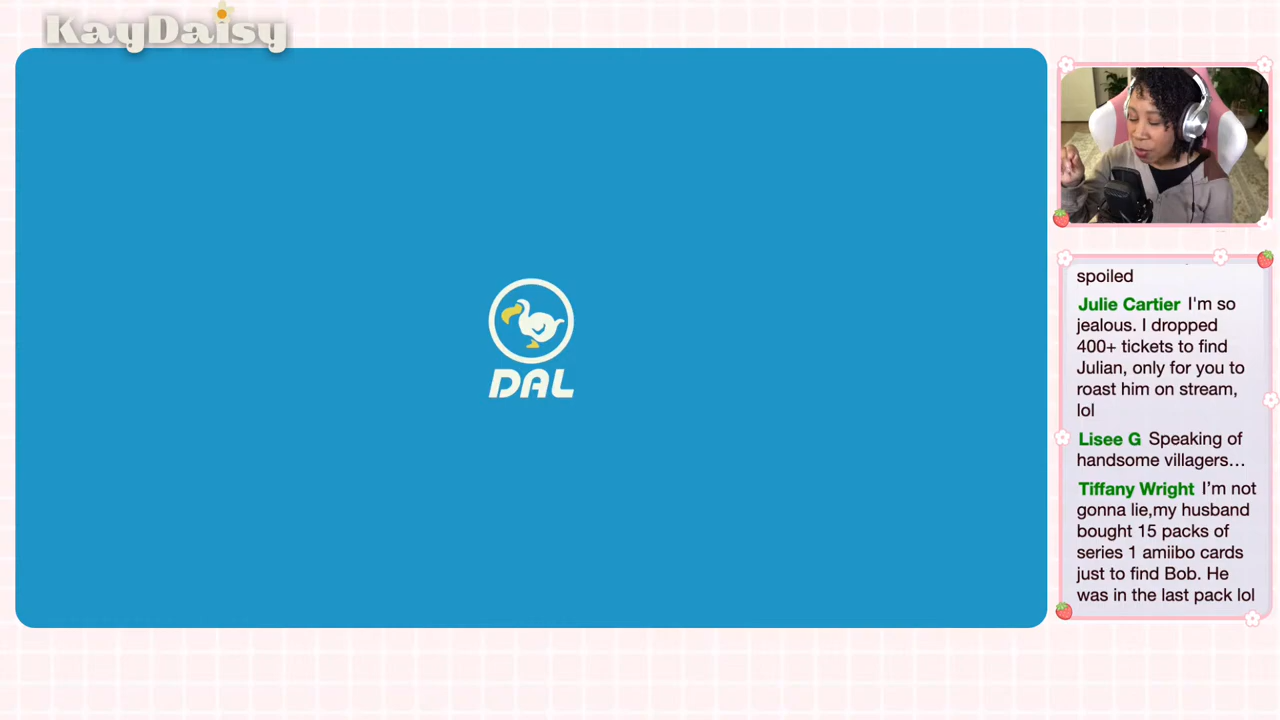 KayDaisy
DAL
spoiled
Julie Cartier I'm so
jealous. I dropped
400+ tickets to find
Julian, only for you to
roast him on stream,
lol
Lisee G Speaking of
handsome villagers…
Tiffany Wright I’m not
gonna lie,my husband
bought 15 packs of
series 1 amiibo cards
just to find Bob. He
was in the last pack lol